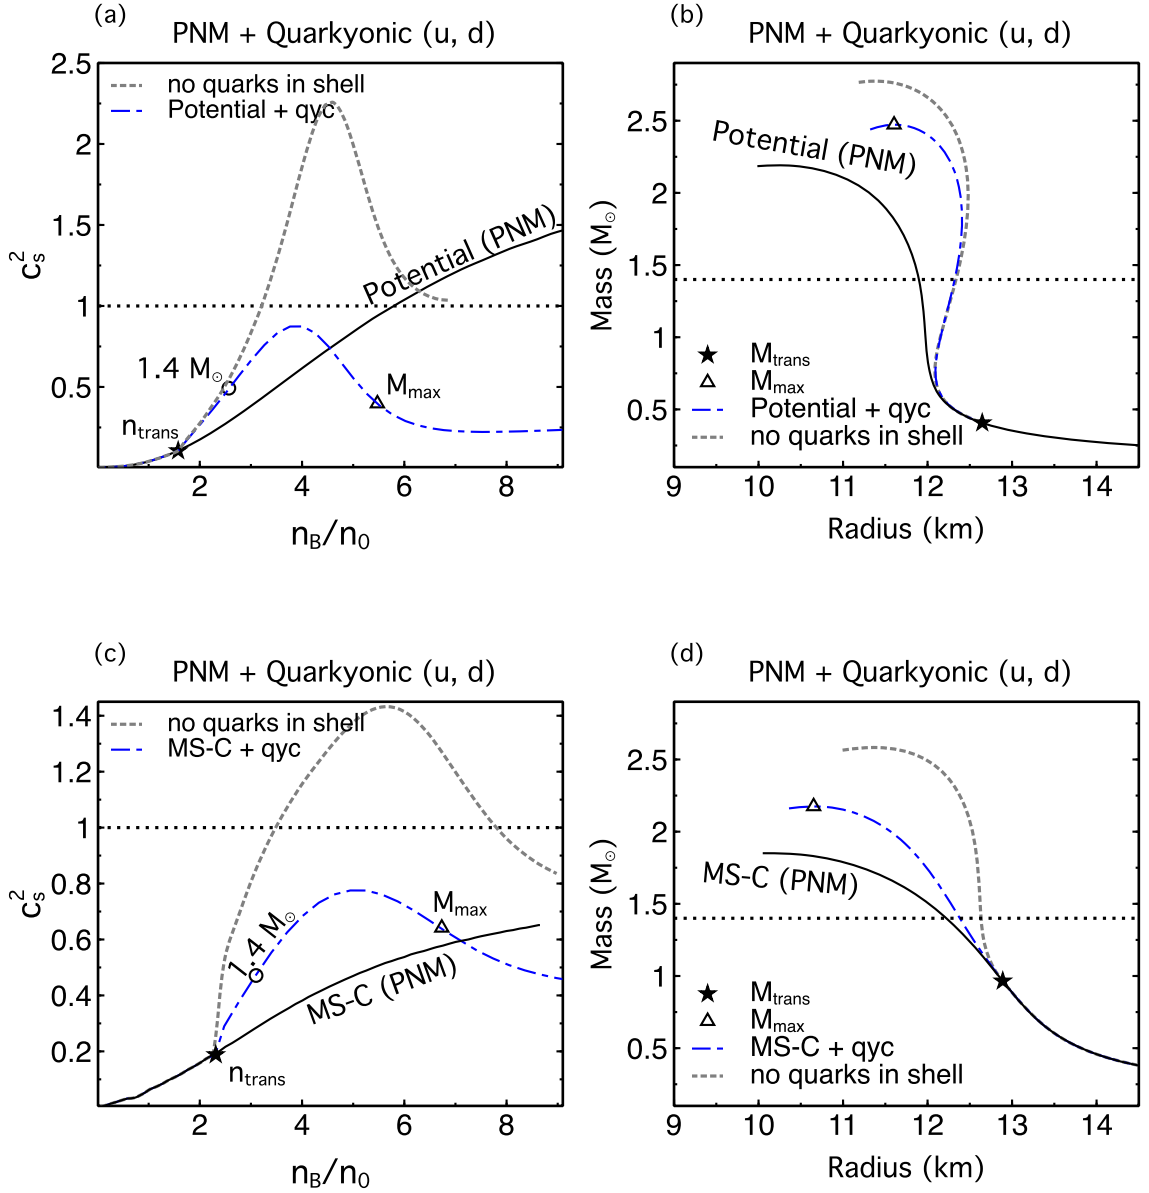 (a)
PNM + Quarkyonic (u, d)
2.5
2
1.5
1
0.5
c_s^2
no quarks in shell
Potential + qyc
Potential (PNM)
1.4 M⊙
M_max
n_trans
2 4 6 8
n_B/n_0
(b)
PNM + Quarkyonic (u, d)
2.5
2
1.5
1
0.5
Mass (M⊙)
Potential (PNM)
M_trans
M_max
Potential + qyc
no quarks in shell
9 10 11 12 13 14
Radius (km)
(c)
PNM + Quarkyonic (u, d)
1.4
1.2
1
0.8
0.6
0.4
0.2
c_s^2
no quarks in shell
MS-C + qyc
M_max
1.4 M⊙
MS-C (PNM)
n_trans
2 4 6 8
n_B/n_0
(d)
PNM + Quarkyonic (u, d)
2.5
2
1.5
1
0.5
Mass (M⊙)
MS-C (PNM)
M_trans
M_max
MS-C + qyc
no quarks in shell
9 10 11 12 13 14
Radius (km)